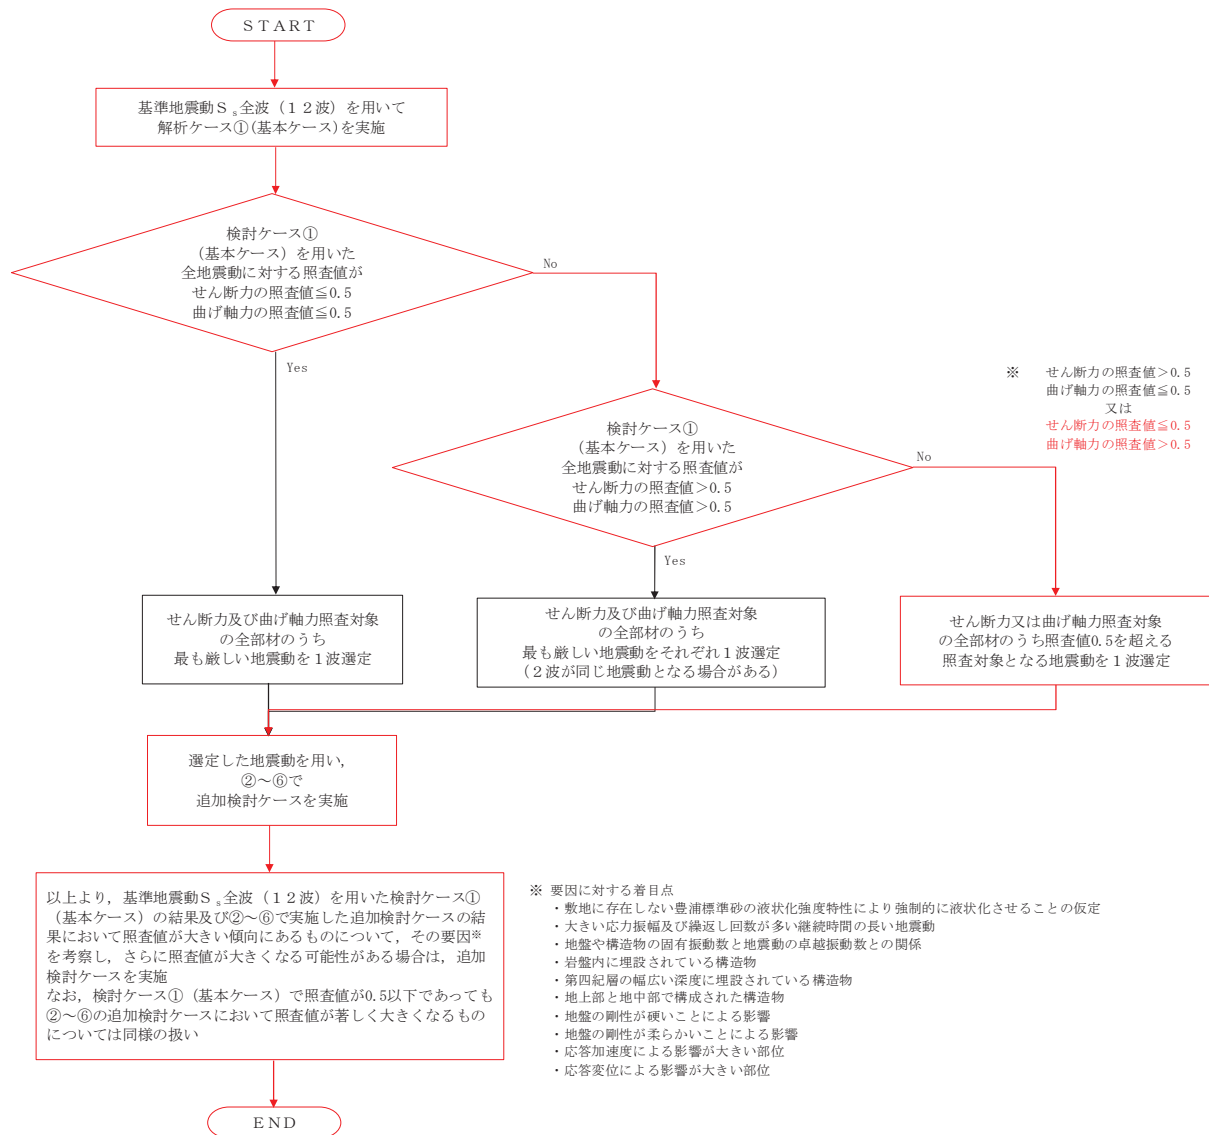 ＳＴＡＲＴ
基準地震動Ｓｓ全波（１２波）を用いて
解析ケース①(基本ケース)を実施
検討ケース①
（基本ケース）を用いた
全地震動に対する照査値が
せん断力の照査値≦0.5
曲げ軸力の照査値≦0.5
No
Yes
※　せん断力の照査値＞0.5
曲げ軸力の照査値≦0.5
又は
せん断力の照査値≦0.5
曲げ軸力の照査値＞0.5
検討ケース①
（基本ケース）を用いた
全地震動に対する照査値が
せん断力の照査値＞0.5
曲げ軸力の照査値＞0.5
No
Yes
せん断力及び曲げ軸力照査対象
の全部材のうち
最も厳しい地震動を１波選定
せん断力及び曲げ軸力照査対象
の全部材のうち
最も厳しい地震動をそれぞれ１波選定
（２波が同じ地震動となる場合がある）
せん断力又は曲げ軸力照査対象
の全部材のうち照査値0.5を超える
照査対象となる地震動を１波選定
選定した地震動を用い，
②～⑥で
追加検討ケースを実施
以上より，基準地震動Ｓｓ全波（１２波）を用いた検討ケース①
（基本ケース）の結果及び②～⑥で実施した追加検討ケースの結
果において照査値が大きい傾向にあるものについて，その要因※
を考察し，さらに照査値が大きくなる可能性がある場合は，追加
検討ケースを実施
なお，検討ケース①（基本ケース）で照査値が0.5以下であっても
②～⑥の追加検討ケースにおいて照査値が著しく大きくなるもの
については同様の扱い
※ 要因に対する着目点
・敷地に存在しない豊浦標準砂の液状化強度特性により強制的に液状化させることの仮定
・大きい応力振幅及び繰返し回数が多い継続時間の長い地震動
・地盤や構造物の固有振動数と地震動の卓越振動数との関係
・岩盤内に埋設されている構造物
・第四紀層の幅広い深度に埋設されている構造物
・地上部と地中部で構成された構造物
・地盤の剛性が硬いことによる影響
・地盤の剛性が柔らかいことによる影響
・応答加速度による影響が大きい部位
・応答変位による影響が大きい部位
ＥＮＤ